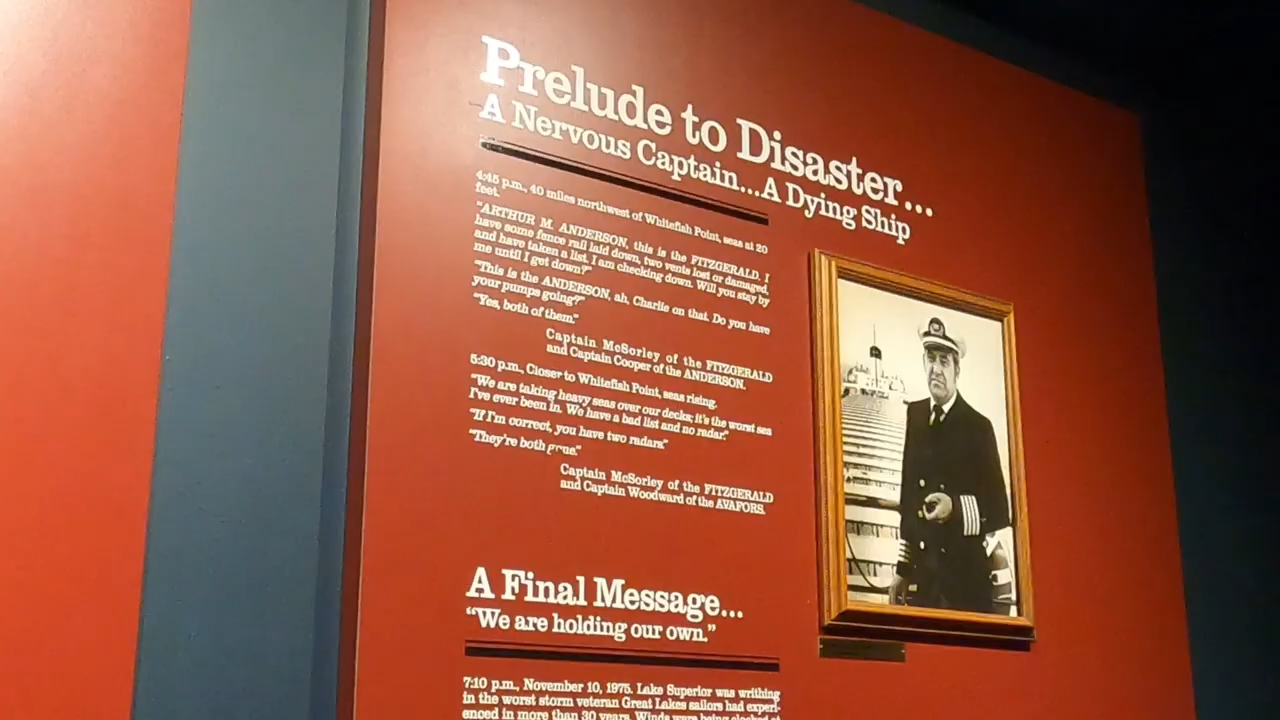 Prelude to Disaster...
A Nervous Captain...A Dying Ship
4:45 p.m., 40 miles northwest of Whitefish Point, seas at 20
feet.
"ARTHUR M. ANDERSON, this is the FITZGERALD. I
have some fence rail laid down, two vents lost or damaged,
and have taken a list. I am checking down. Will you stay by
me until I get down?"
"This is the ANDERSON, ah, Charlie on that. Do you have
your pumps going?"
"Yes, both of them."
Captain McSorley of the FITZGERALD
and Captain Cooper of the ANDERSON.
5:30 p.m., Closer to Whitefish Point, seas rising.
"We are taking heavy seas over our decks; it's the worst sea
I've ever been in. We have a bad list and no radar."
"If I'm correct, you have two radars."
"They're both gone."
Captain McSorley of the FITZGERALD
and Captain Woodward of the AVAFORS.
A Final Message...
"We are holding our own."
7:10 p.m., November 10, 1975. Lake Superior was writhing
in the worst storm veteran Great Lakes sailors had experi-
enced in more than 30 years. Winds were being clocked at